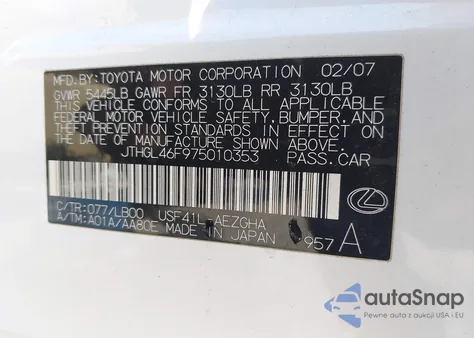 MFD. BY: TOYOTA MOTOR CORPORATION 02/07
GVWR 5445LB GAWR FR 3130LB RR 3130LB
THIS VEHICLE CONFORMS TO ALL APPLICABLE
FEDERAL MOTOR VEHICLE SAFETY, BUMPER, AND
THEFT PREVENTION STANDARDS IN EFFECT ON
THE DATE OF MANUFACTURE SHOWN ABOVE.
JTHGL46F975010353 PASS. CAR
C/TR: 077/LB00 USF41L-AEZGHA
A/TM: A01A/AA80E MADE IN JAPAN 957 A
autoSnap
Pewne auta z USA i EU